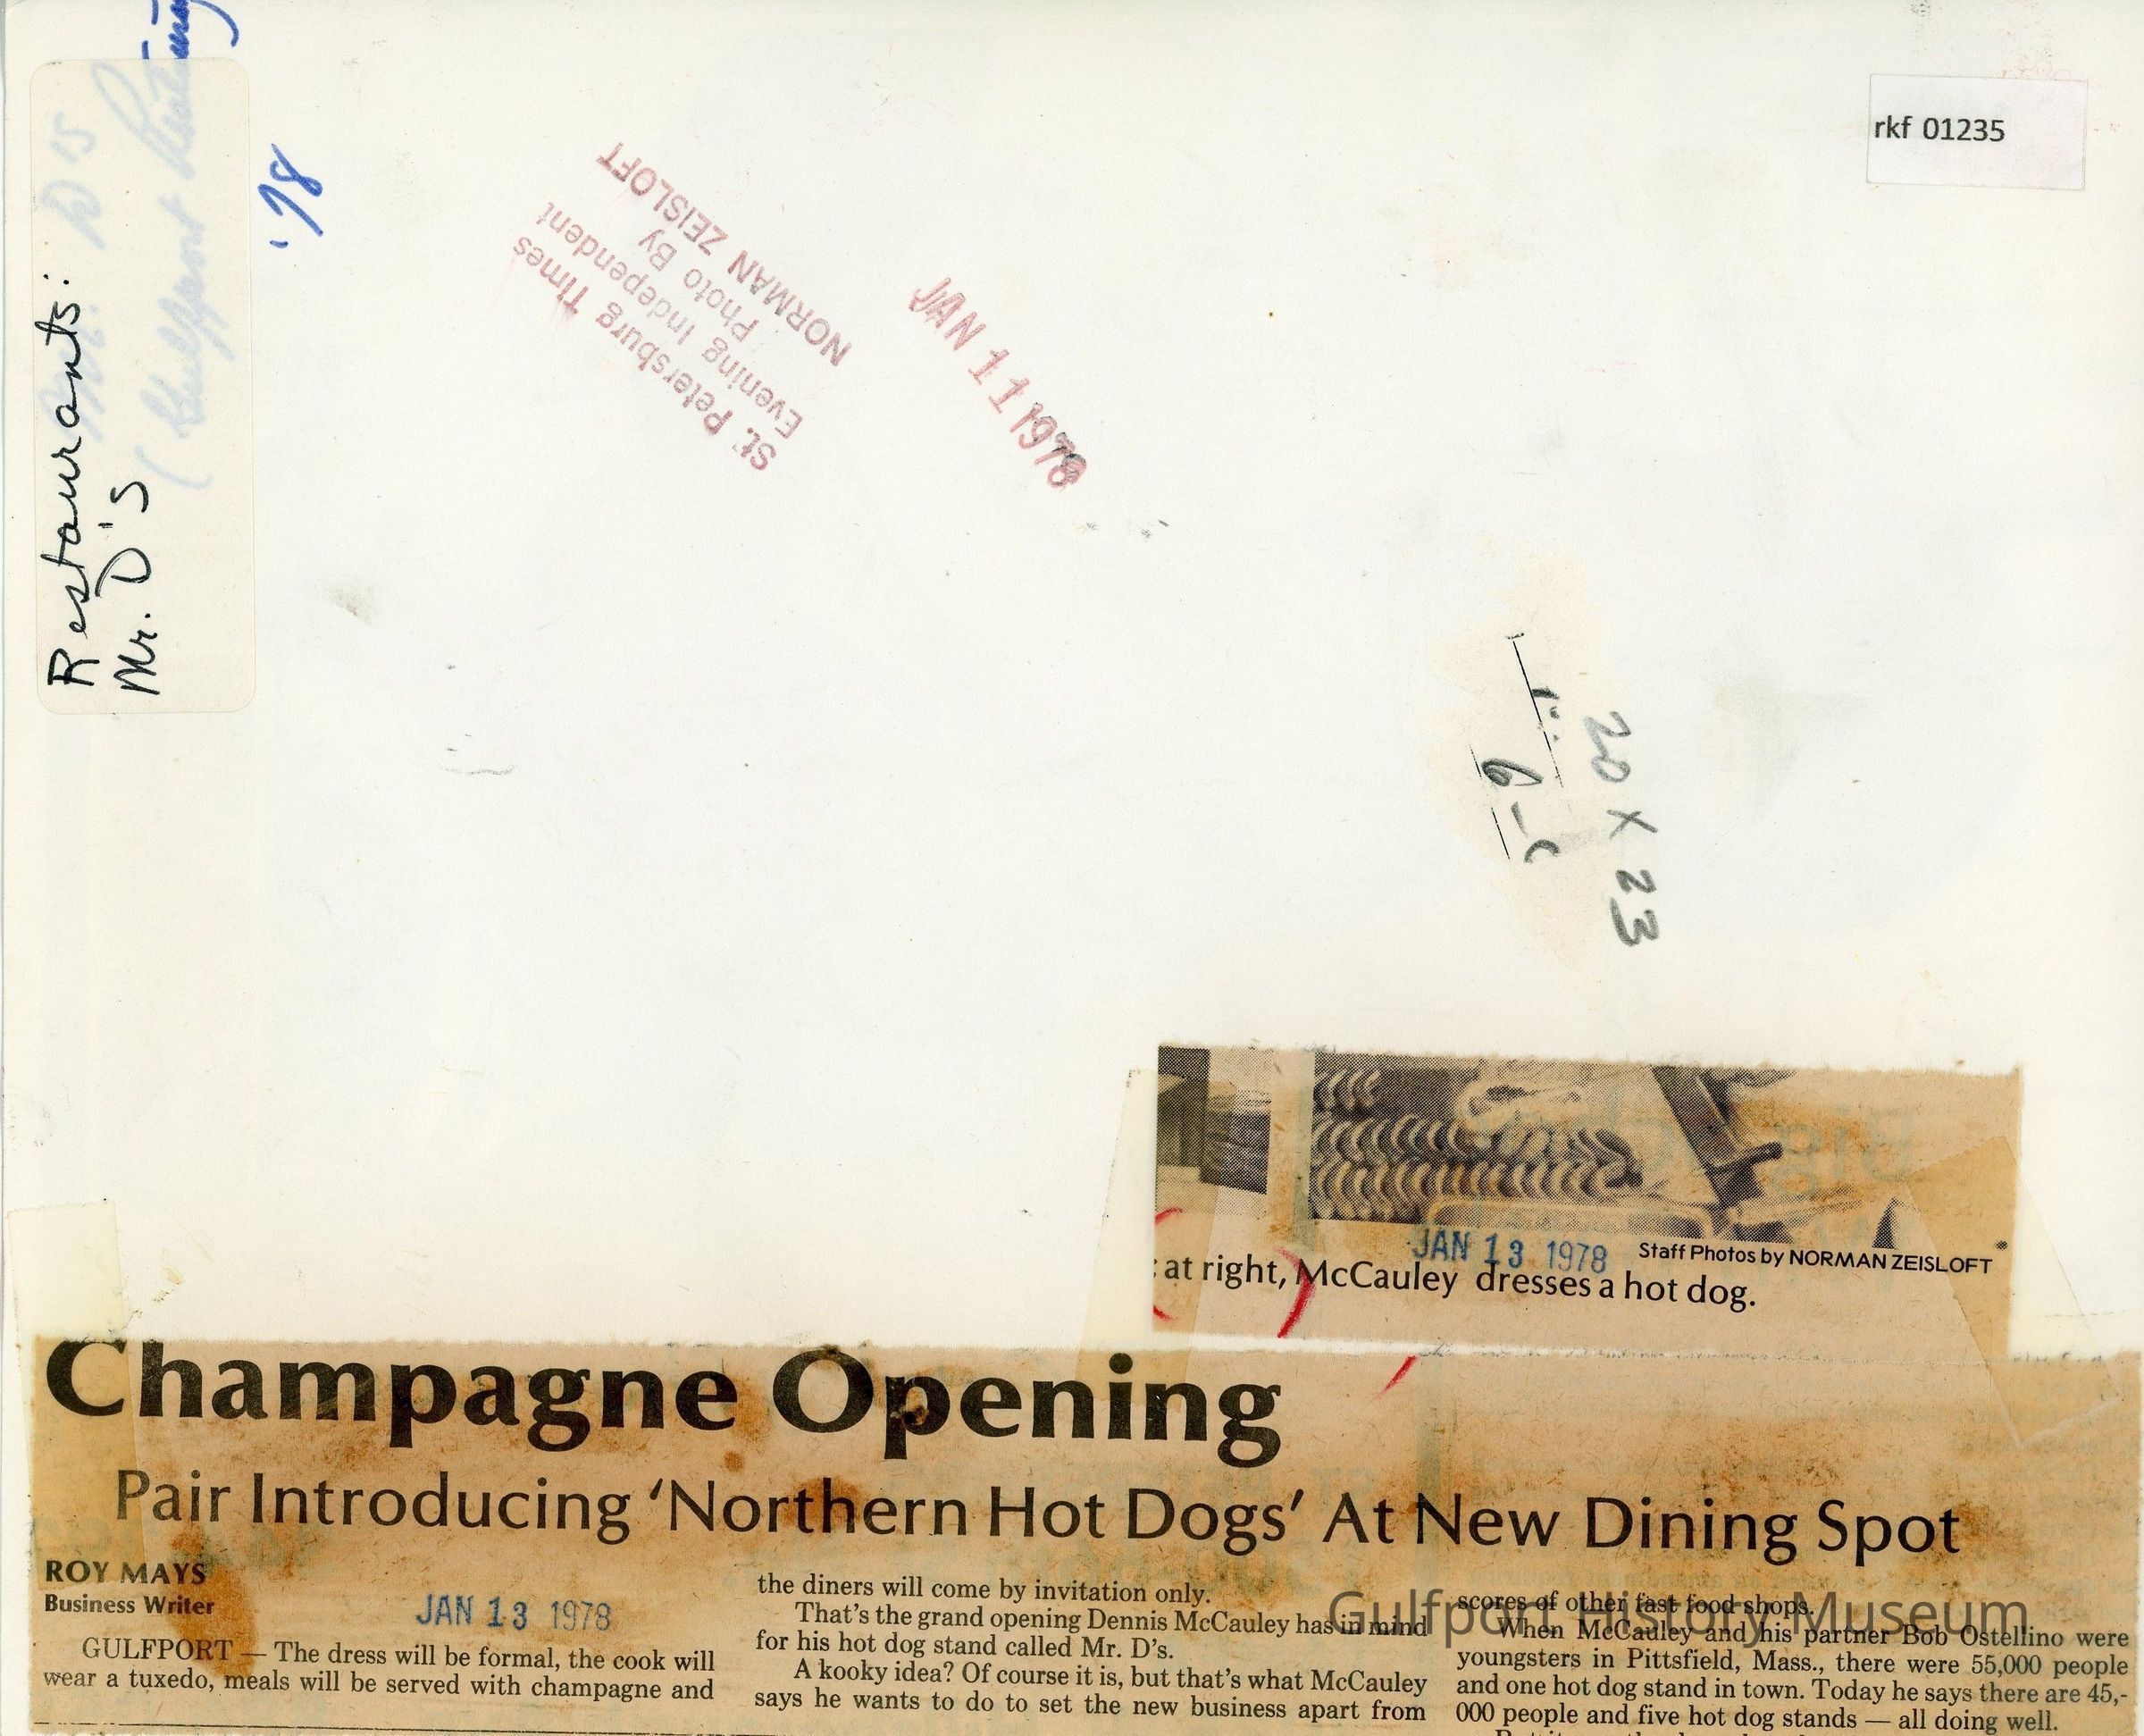 rkf 01235
Restaurants:
Mr. D's
'78
St. Petersburg Times
Evening Independent
Photo By
NORMAN ZEISLOFT
JAN 11 1978
20 X 23
JAN 13 1978
Staff Photos by NORMAN ZEISLOFT
; at right, McCauley dresses a hot dog.
Champagne Opening
Pair Introducing ‘Northern Hot Dogs’ At New Dining Spot
ROY MAYS
Business Writer
JAN 13 1978
GULFPORT — The dress will be formal, the cook will
wear a tuxedo, meals will be served with champagne and
the diners will come by invitation only.
That's the grand opening Dennis McCauley has in mind
for his hot dog stand called Mr. D's.
A kooky idea? Of course it is, but that's what McCauley
says he wants to do to set the new business apart from
scores of other fast food shops.
When McCauley and his partner Bob Ostellino were
youngsters in Pittsfield, Mass., there were 55,000 people
and one hot dog stand in town. Today he says there are 45,-
000 people and five hot dog stands — all doing well.
Gulfport History Museum